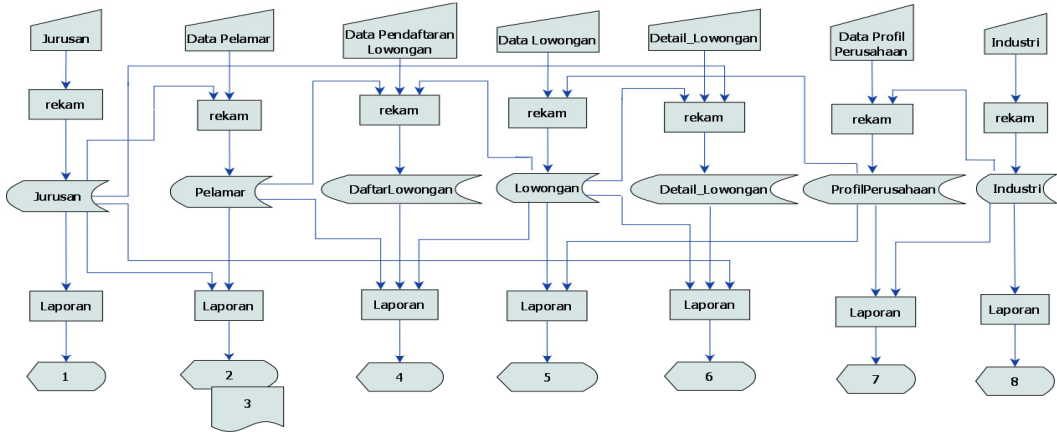 Jurusan
Data Pelamar
Data Pendaftaran
Lowongan
Data Lowongan
Detail_Lowongan
Data Profil
Perusahaan
Industri
rekam
rekam
rekam
rekam
rekam
rekam
rekam
Jurusan
Pelamar
DaftarLowongan
Lowongan
Detail_Lowongan
ProfilPerusahaan
Industri
Laporan
Laporan
Laporan
Laporan
Laporan
Laporan
Laporan
1
2
3
4
5
6
7
8